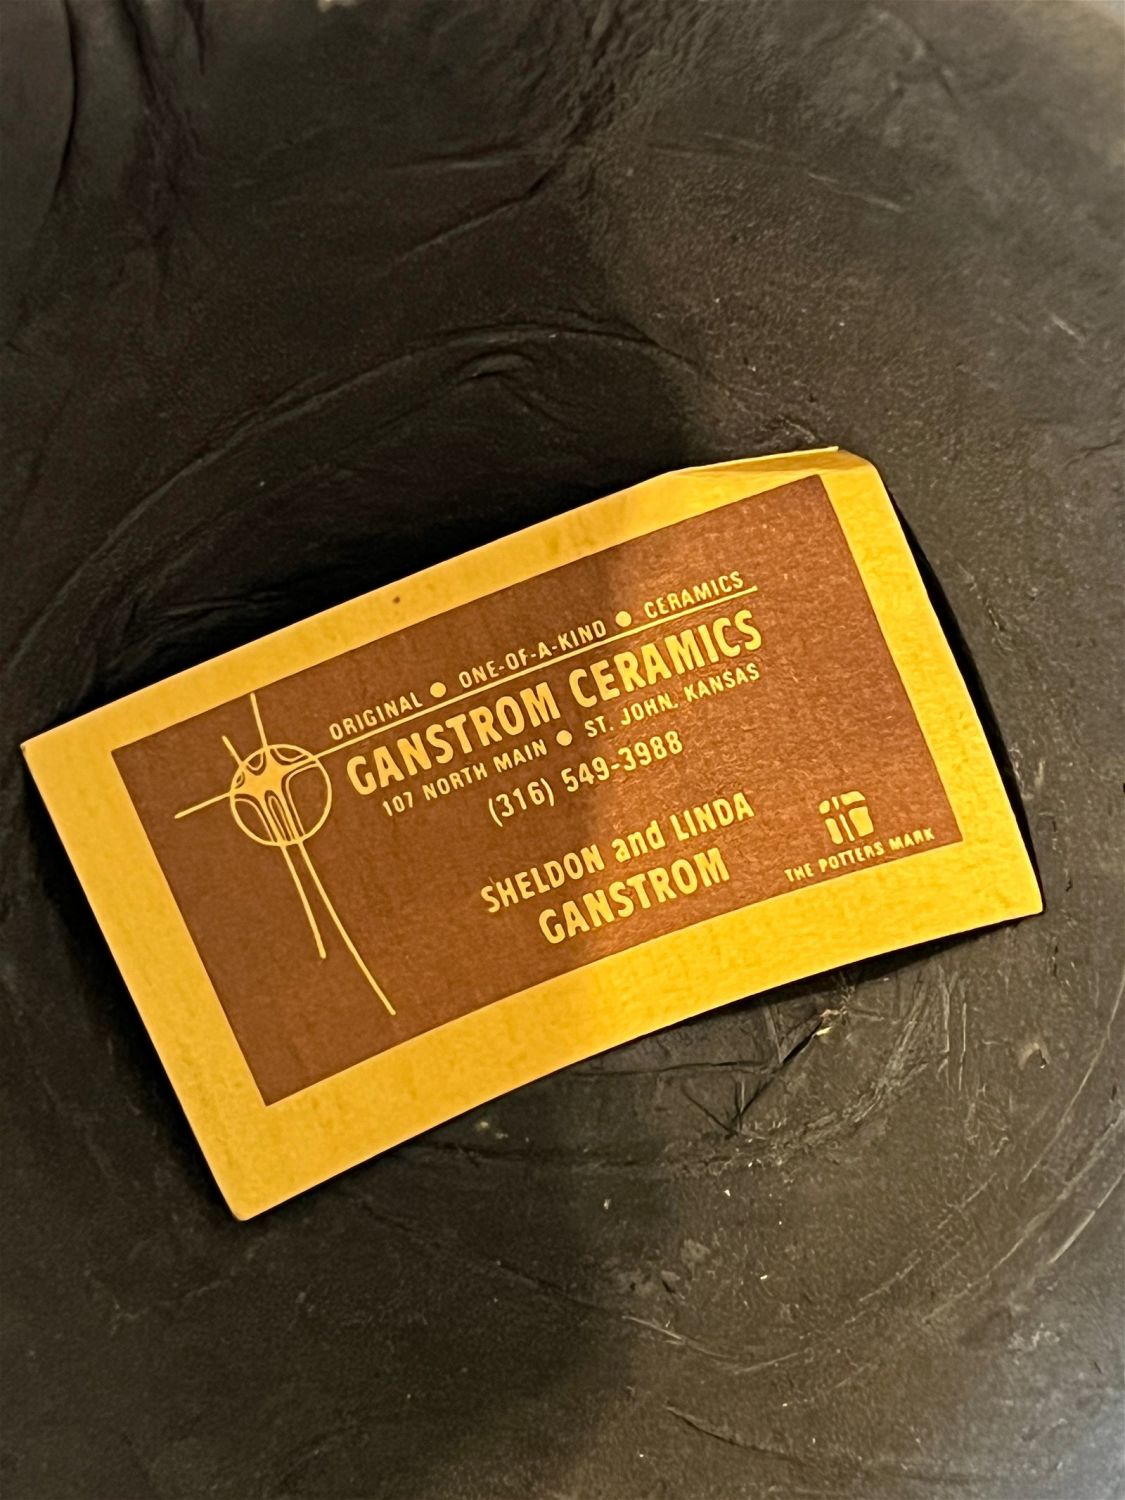 ORIGINAL ● ONE-OF-A-KIND ● CERAMICS
GANSTROM CERAMICS
107 NORTH MAIN ● ST. JOHN, KANSAS
(316) 549-3988
SHELDON and LINDA
GANSTROM
THE POTTERS MARK